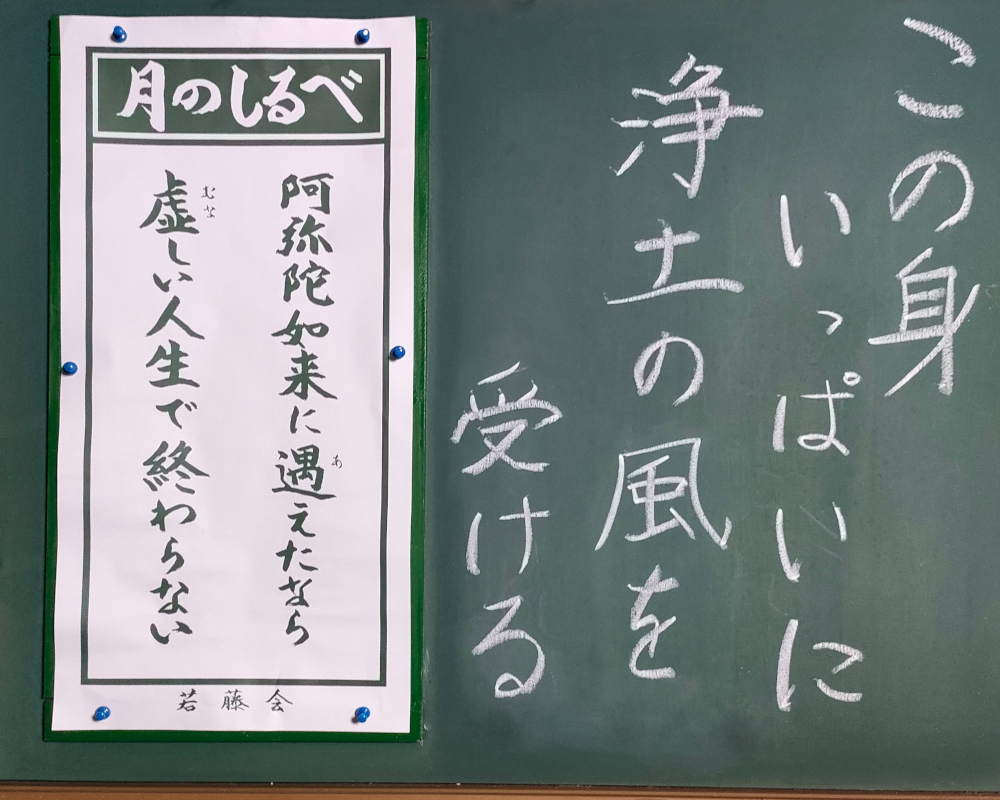 この身
いっぱいに
浄土の風を
受ける
月のしるべ
阿弥陀如来に遇えたなら
あ
虚しい人生で終わらない
むな
若藤会